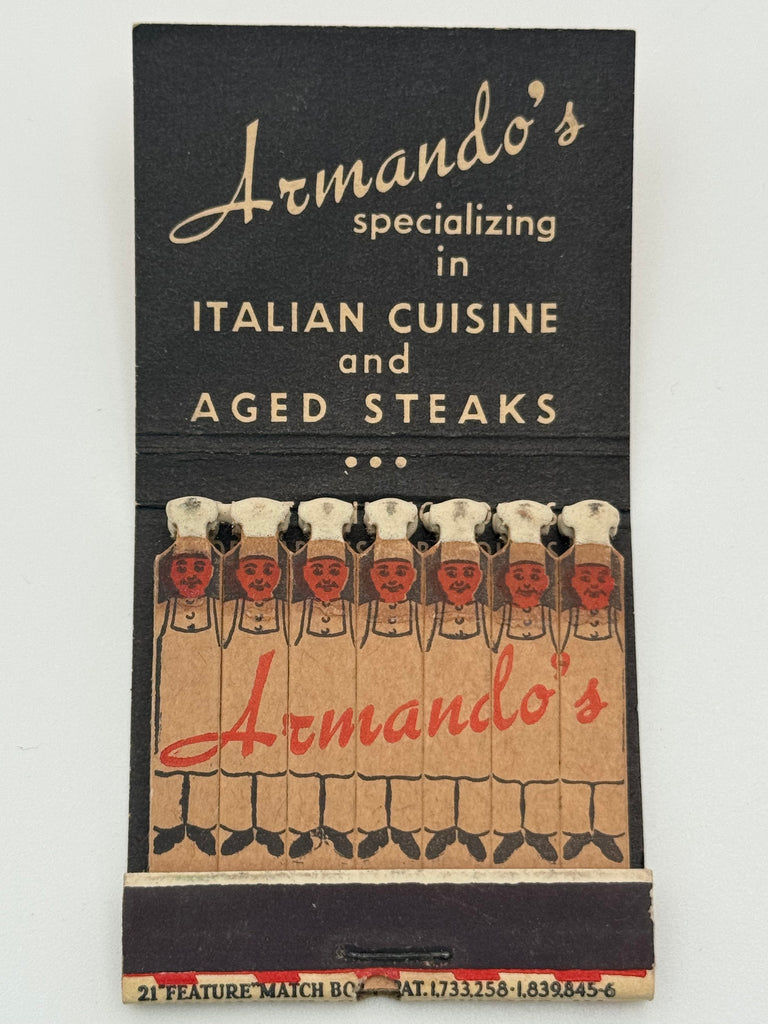 Armando's
specializing
in
ITALIAN CUISINE
and
AGED STEAKS
Armando's
21 "FEATURE" MATCH PAT. 1,733,258-1,839,845-6